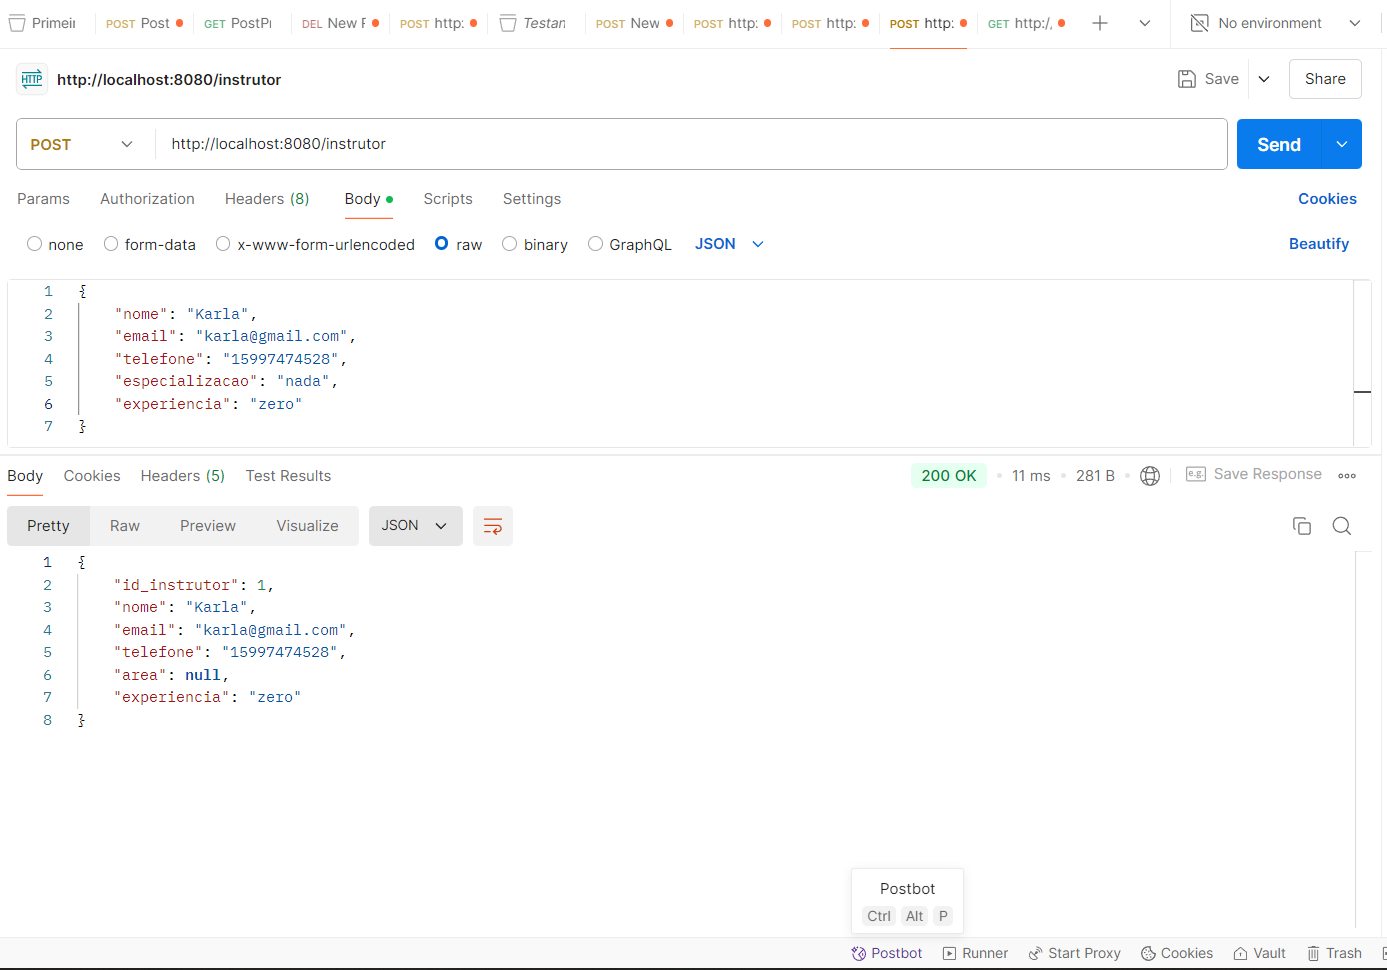 Primeir POST Post GET PostPr DEL New F POST http: Testan POST New POST http: POST http: POST http: GET http:/, No environment
HTTP http://localhost:8080/instrutor Save Share
POST http://localhost:8080/instrutor Send
Params Authorization Headers (8) Body Scripts Settings Cookies
none form-data x-www-form-urlencoded raw binary GraphQL JSON Beautify
1 {
2 "nome": "Karla",
3 "email": "karla@gmail.com",
4 "telefone": "15997474528",
5 "especializacao": "nada",
6 "experiencia": "zero"
7 }
Body Cookies Headers (5) Test Results 200 OK 11 ms 281 B e.g. Save Response
Pretty Raw Preview Visualize JSON
1 {
2 "id_instrutor": 1,
3 "nome": "Karla",
4 "email": "karla@gmail.com",
5 "telefone": "15997474528",
6 "area": null,
7 "experiencia": "zero"
8 }
Postbot
Ctrl Alt P
Postbot Runner Start Proxy Cookies Vault Trash